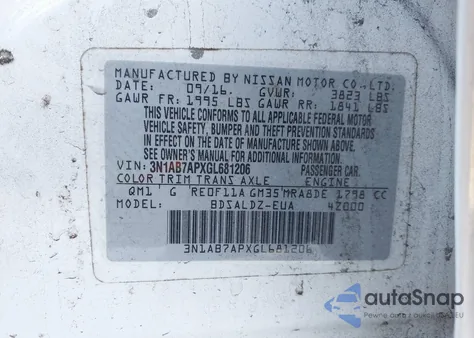 MANUFACTURED BY NISSAN MOTOR CO., LTD.
DATE: 09/16. GVWR: 3823 LBS
GAWR FR: 1995 LBS GAWR RR: 1841 LBS
THIS VEHICLE CONFORMS TO ALL APPLICABLE
FEDERAL MOTOR VEHICLE SAFETY, BUMPER
AND THEFT PREVENTION STANDARDS
IN EFFECT ON THE DATE OF MANUFACTURE SHOWN ABOVE.
SEE OWNER'S MANUAL FOR ADDITIONAL INFORMATION.
VIN: 3N1AB7APXGL681206 PASSENGER CAR.
COLOR TRIM TRANS AXLE ENGINE
QM1 G RE0F11A GM35 MRA8DE 1798 CC
MODEL: BDSALDZ-EUA 42000
3N1AB7APXGL681206
autoSnap